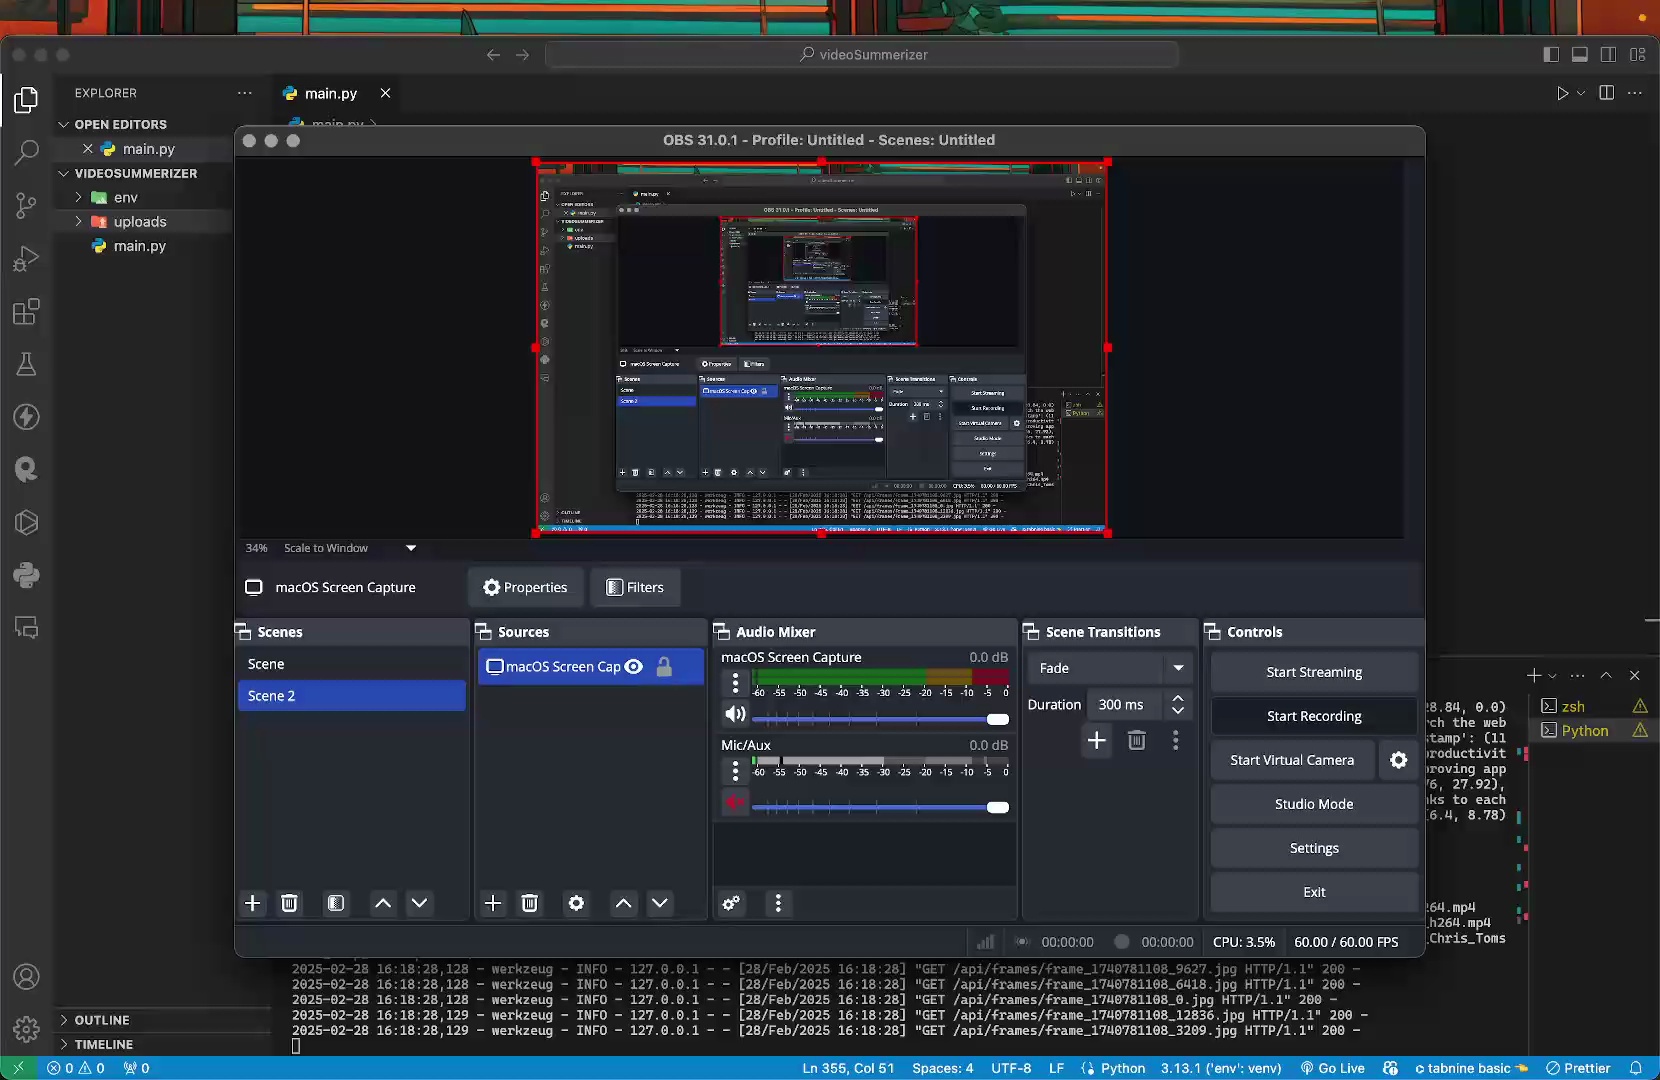 videoSummerizer
EXPLORER
main.py
OPEN EDITORS
main.py
main.py
VIDEOSUMMERIZER
env
uploads
main.py
OBS 31.0.1 - Profile: Untitled - Scenes: Untitled
34% Scale to Window
macOS Screen Capture
Properties
Filters
Scenes
Scene
Scene 2
Sources
macOS Screen Cap
Audio Mixer
macOS Screen Capture 0.0 dB
-60 -55 -50 -45 -40 -35 -30 -25 -20 -15 -10 -5 0
Mic/Aux 0.0 dB
-60 -55 -50 -45 -40 -35 -30 -25 -20 -15 -10 -5 0
Scene Transitions
Fade
Duration 300 ms
Controls
Start Streaming
Start Recording
Start Virtual Camera
Studio Mode
Settings
Exit
00:00:00 00:00:00 CPU: 3.5% 60.00 / 60.00 FPS
zsh
Python
28.84, 0.0)
rch the web
tamp': (11
productivit
roving app
27.92),
nks to each
(6.4, 8.78)
264.mp4
h264.mp4
_Chris_Toms
2025-02-28 16:18:28,128 - werkzeug - INFO - 127.0.0.1 - - [28/Feb/2025 16:18:28] "GET /api/frames/frame_1740781108_9627.jpg HTTP/1.1" 200 -
2025-02-28 16:18:28,128 - werkzeug - INFO - 127.0.0.1 - - [28/Feb/2025 16:18:28] "GET /api/frames/frame_1740781108_6418.jpg HTTP/1.1" 200 -
2025-02-28 16:18:28,128 - werkzeug - INFO - 127.0.0.1 - - [28/Feb/2025 16:18:28] "GET /api/frames/frame_1740781108_0.jpg HTTP/1.1" 200 -
2025-02-28 16:18:28,129 - werkzeug - INFO - 127.0.0.1 - - [28/Feb/2025 16:18:28] "GET /api/frames/frame_1740781108_12836.jpg HTTP/1.1" 200 -
2025-02-28 16:18:28,129 - werkzeug - INFO - 127.0.0.1 - - [28/Feb/2025 16:18:28] "GET /api/frames/frame_1740781108_3209.jpg HTTP/1.1" 200 -
OUTLINE
TIMELINE
0 0 0 Ln 355, Col 51 Spaces: 4 UTF-8 LF Python 3.13.1 ('env': venv) Go Live tabnine basic Prettier